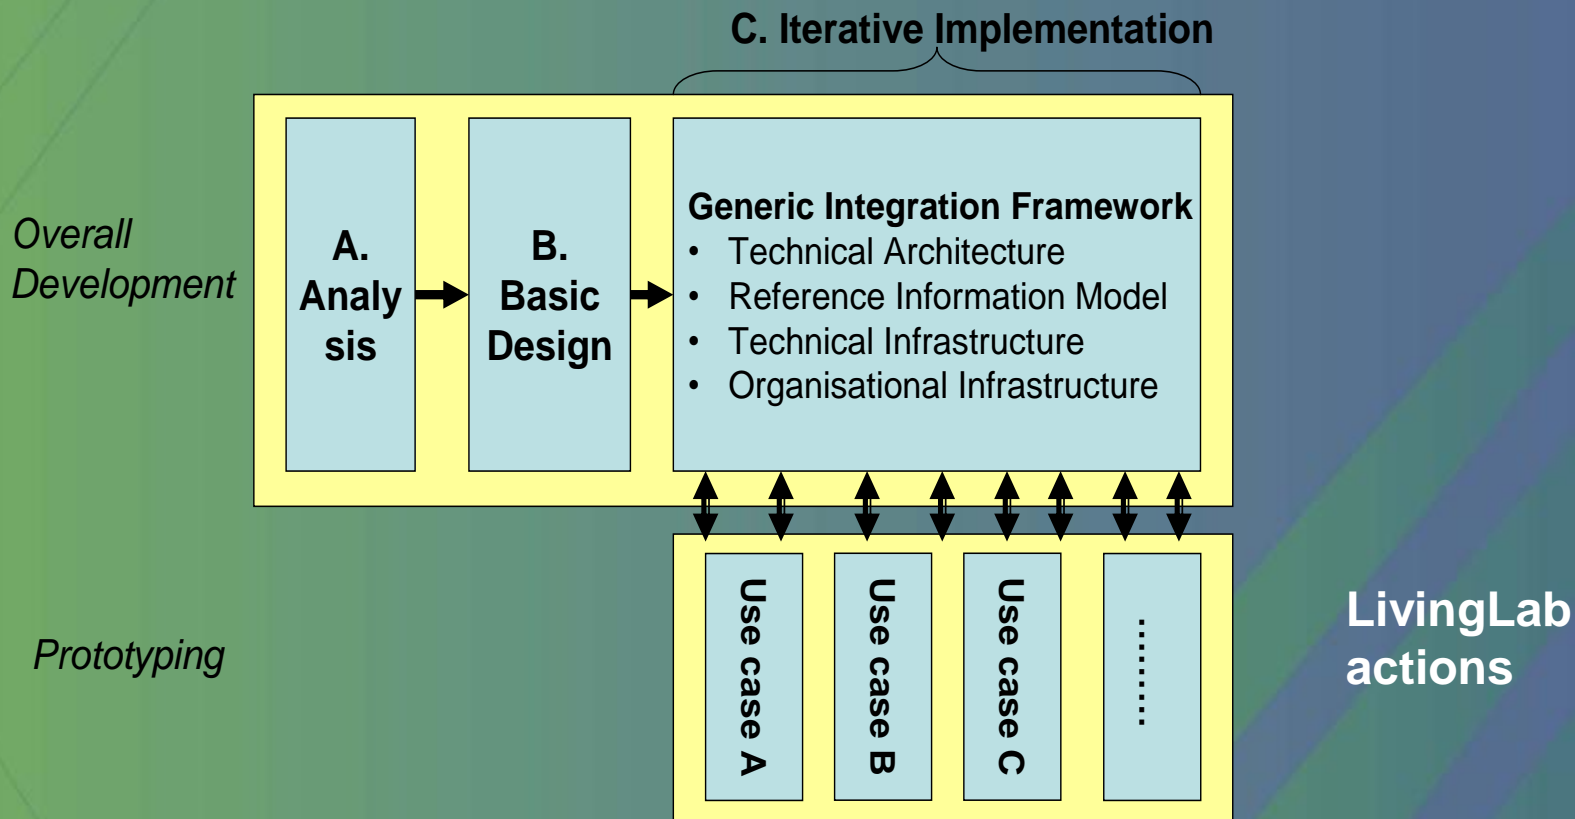 C. Iterative Implementation
Overall
Development
A.
Analy
sis
B.
Basic
Design
Generic Integration Framework
• Technical Architecture
• Reference Information Model
• Technical Infrastructure
• Organisational Infrastructure
Prototyping
Use case A
Use case B
Use case C
.........
LivingLab
actions